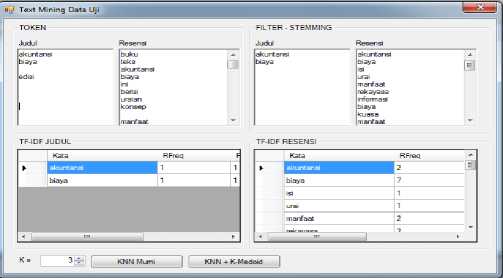 Text Mining Data Uji
TOKEN
Judul
akuntansi
biaya
edisi
Resensi
buku
teks
akuntansi
biaya
ini
berisi
uraian
konsep
manfaat
FILTER - STEMMING
Judul
akuntansi
biaya
Resensi
akuntansi
biaya
isi
urai
manfaat
rekayasa
informasi
biaya
kuasa
manfaat
TF-IDF JUDUL
Kata RFreq F
akuntansi 1 1
biaya 1 1
TF-IDF RESENSI
Kata RFreq
akuntansi 2
biaya 2
isi 1
urai 1
manfaat 2
rekayasa 2
K = 3 KNN Murni KNN + K-Medoid